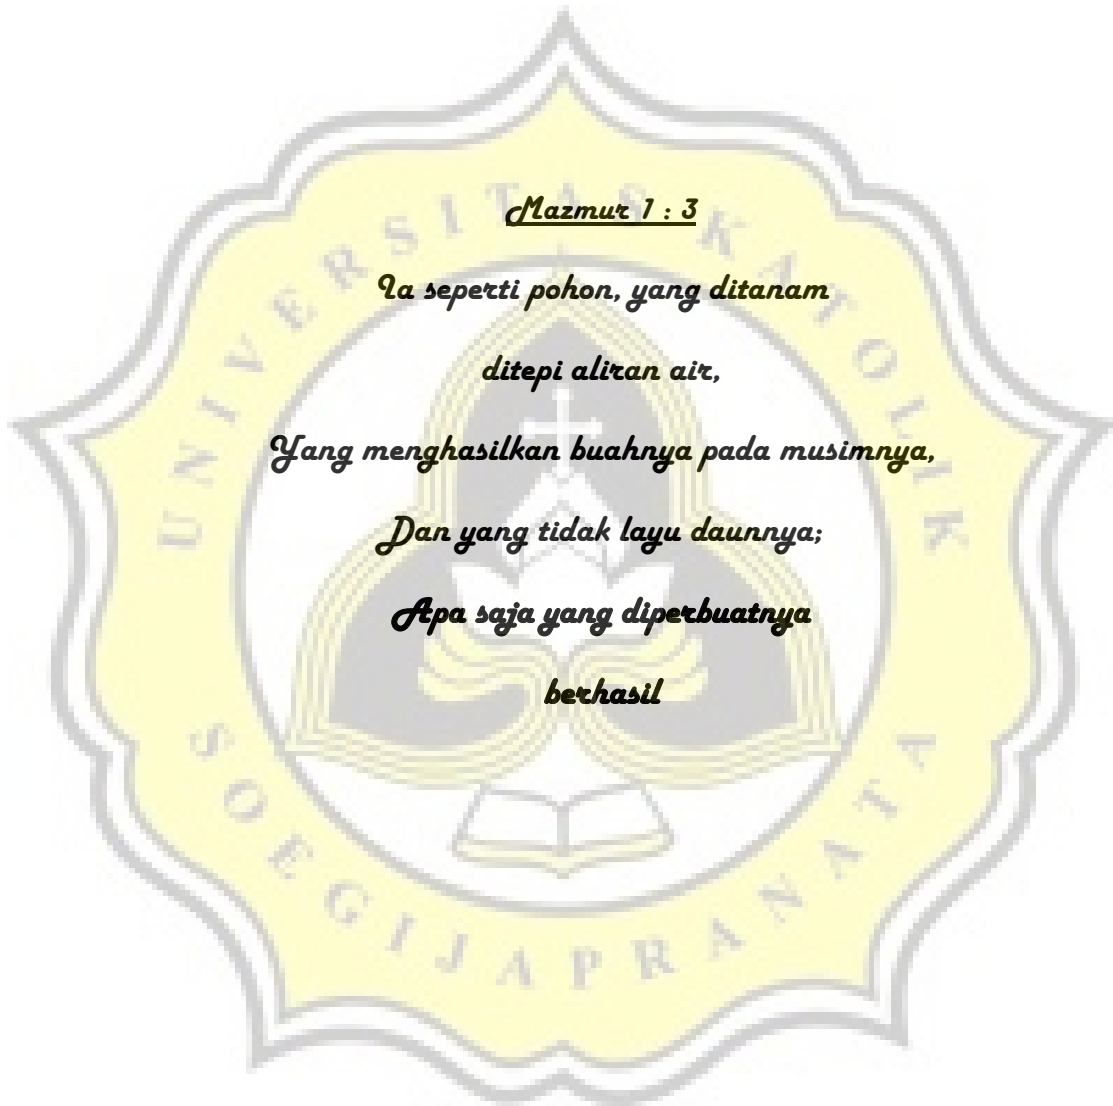 Mazmur 1 : 3
Ia seperti pohon, yang ditanam
ditepi aliran air,
Yang menghasilkan buahnya pada musimnya,
Dan yang tidak layu daunnya;
Apa saja yang diperbuatnya
berhasil
UNIVERSITAS KATOLIK
SOEGIJAPRANATA